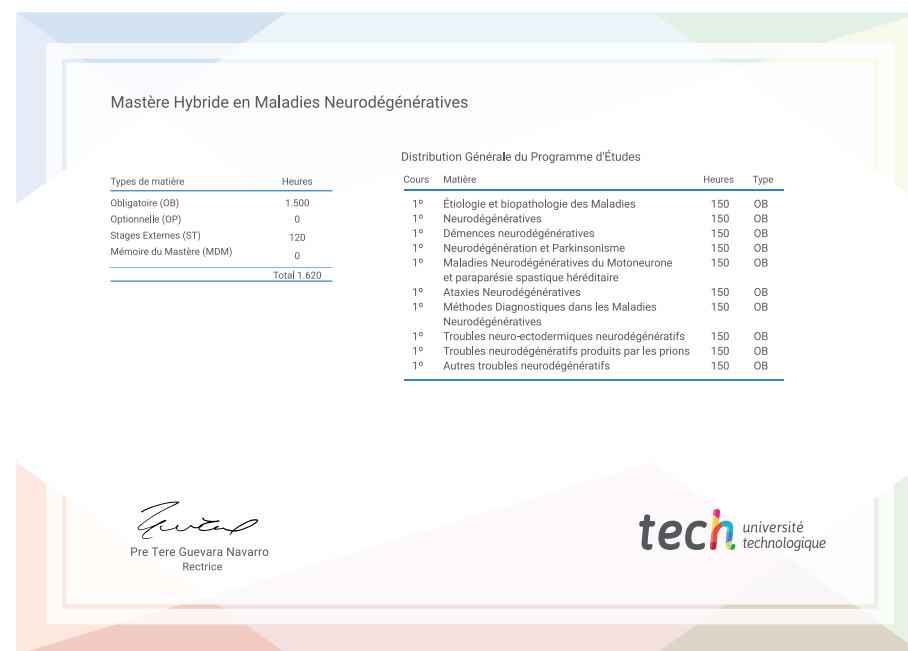 Mastère Hybride en Maladies Neurodégénératives
Types de matière Heures
Obligatoire (OB) 1.500
Optionnelle (OP) 0
Stages Externes (ST) 120
Mémoire du Mastère (MDM) 0
Total 1.620
Distribution Générale du Programme d'Études
Cours Matière Heures Type
1º Étiologie et biopathologie des Maladies 150 OB
1º Neurodégénératives 150 OB
1º Démences neurodégénératives 150 OB
1º Neurodégénération et Parkinsonisme 150 OB
1º Maladies Neurodégénératives du Motoneurone 150 OB
et paraparésie spastique héréditaire
1º Ataxies Neurodégénératives 150 OB
1º Méthodes Diagnostiques dans les Maladies 150 OB
Neurodégénératives
1º Troubles neuro-ectodermiques neurodégénératifs 150 OB
1º Troubles neurodégénératifs produits par les prions 150 OB
1º Autres troubles neurodégénératifs 150 OB
Pre Tere Guevara Navarro
Rectrice
tech université
technologique